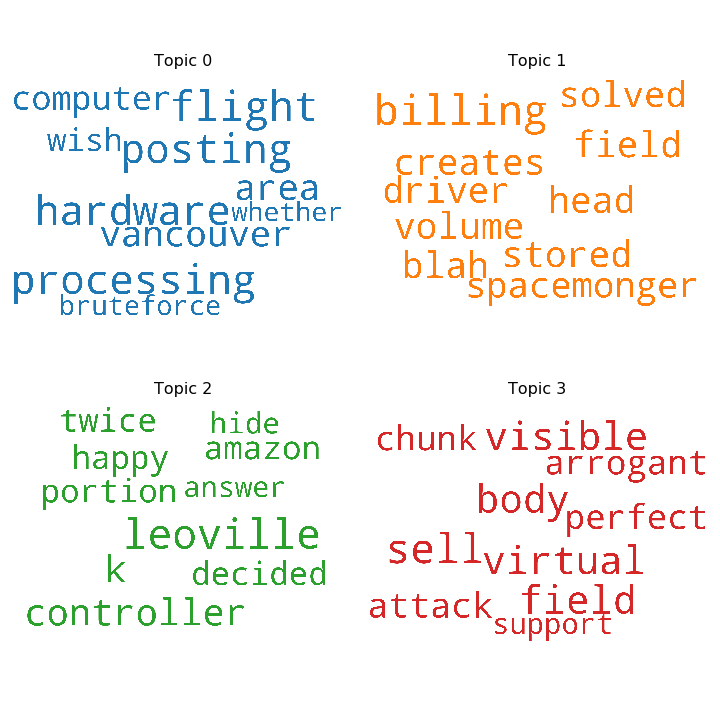 Topic 0
computer flight
wish posting
area
hardware whether
vancouver
processing
bruteforce
Topic 1
billing solved
field
creates
driver head
volume
blah stored
spacemonger
Topic 2
twice hide
happy amazon
portion answer
leoville
k decided
controller
Topic 3
chunk visible
arrogant
body perfect
sell virtual
attack field
support